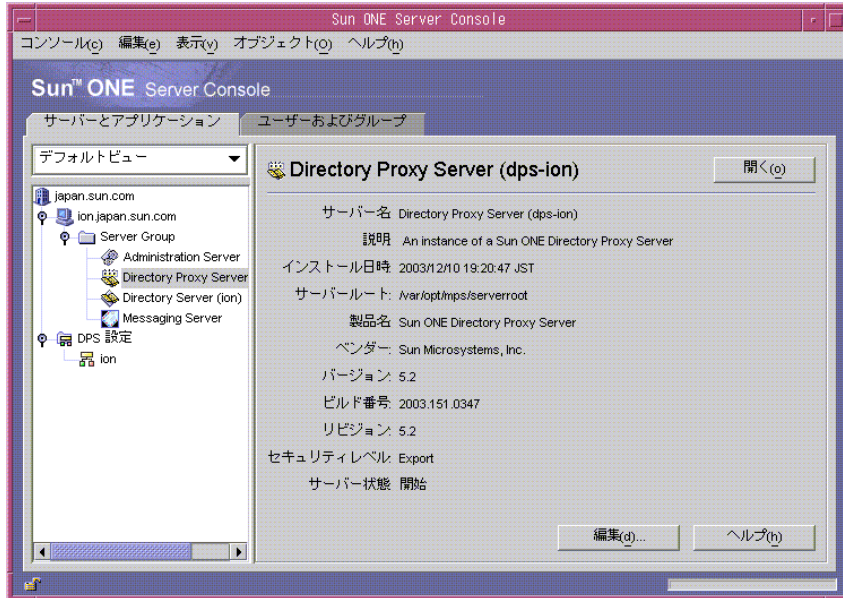 Sun ONE Server Console
コンソール(c) 編集(e) 表示(v) オブジェクト(o) ヘルプ(h)
Sun™ ONE Server Console
サーバーとアプリケーション ユーザーおよびグループ
デフォルトビュー
japan.sun.com
ion.japan.sun.com
Server Group
Administration Server
Directory Proxy Server
Directory Server (ion)
Messaging Server
DPS 設定
ion
Directory Proxy Server (dps-ion)
開く(o)
サーバー名: Directory Proxy Server (dps-ion)
説明: An instance of a Sun ONE Directory Proxy Server
インストール日時: 2003/12/10 19:20:47 JST
サーバールート: /var/opt/mps/serverroot
製品名: Sun ONE Directory Proxy Server
ベンダー: Sun Microsystems, Inc.
バージョン: 5.2
ビルド番号: 2003.151.0347
リビジョン: 5.2
セキュリティレベル: Export
サーバー状態: 開始
編集(d)... ヘルプ(h)